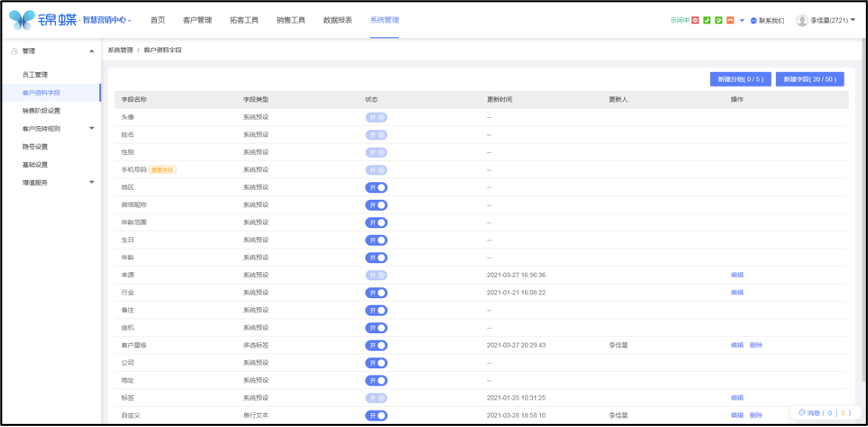 锦蝶 · 智慧营销中心 ·
首页 客户管理 拓客工具 销售工具 数据报表 系统管理
示闲中 联系我们 李佳星(2721)
管理
员工管理
客户资料字段
销售阶段设置
客户流转规则
隐号设置
基础设置
增值服务
系统管理 / 客户资料字段
新建分组( 0 / 5 ) 新建字段( 20 / 50 )
字段名称 字段类型 状态 更新时间 更新人 操作
头像 系统预设 开 --
姓名 系统预设 开 --
性别 系统预设 开 --
手机号码 重要字段 系统预设 开 --
地区 系统预设 开 --
微信昵称 系统预设 开 --
年龄范围 系统预设 开 --
生日 系统预设 开 --
年龄 系统预设 开 --
来源 系统预设 开 2021-03-27 16:56:36 编辑
行业 系统预设 开 2021-01-21 16:08:22 编辑
备注 系统预设 开 --
座机 系统预设 开 --
客户星级 多选标签 开 2021-03-27 20:29:43 李佳星 编辑 删除
公司 系统预设 开 --
地址 系统预设 开 --
标签 系统预设 开 2021-01-25 10:31:25 编辑
自定义 单行文本 开 2021-03-28 18:58:10 李佳星 编辑 删除
消息 ( 0 | 0 )